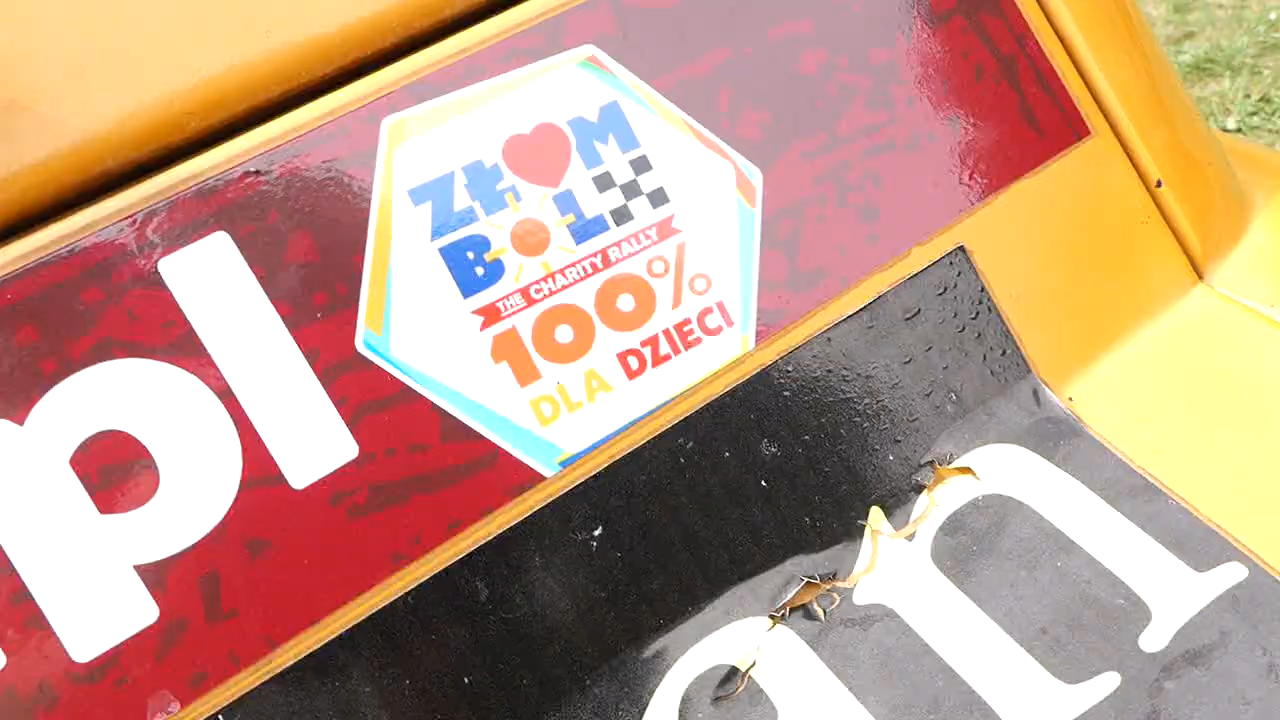 ZŁOM
BOL
THE CHARITY RALLY
100%
DLA DZIECI
pl
an